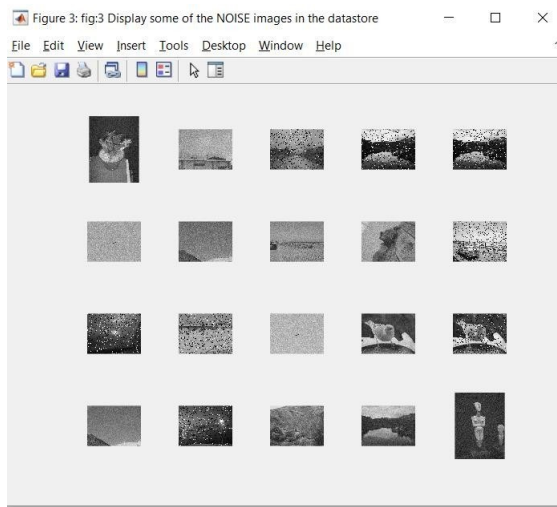 Figure 3: fig:3 Display some of the NOISE images in the datastore
File Edit View Insert Tools Desktop Window Help